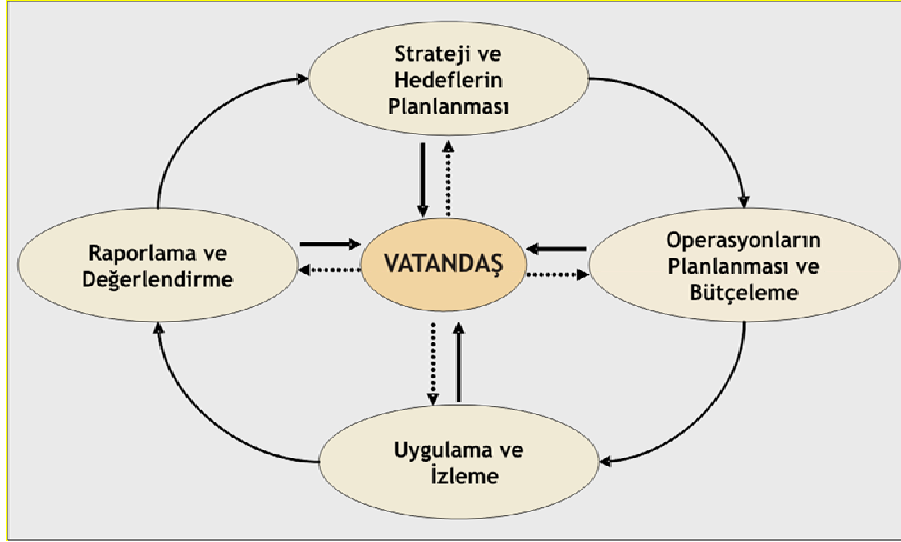 Strateji ve
Hedeflerin
Planlanması
Raporlama ve
Değerlendirme
VATANDAŞ
Operasyonların
Planlanması ve
Bütçeleme
Uygulama ve
İzleme